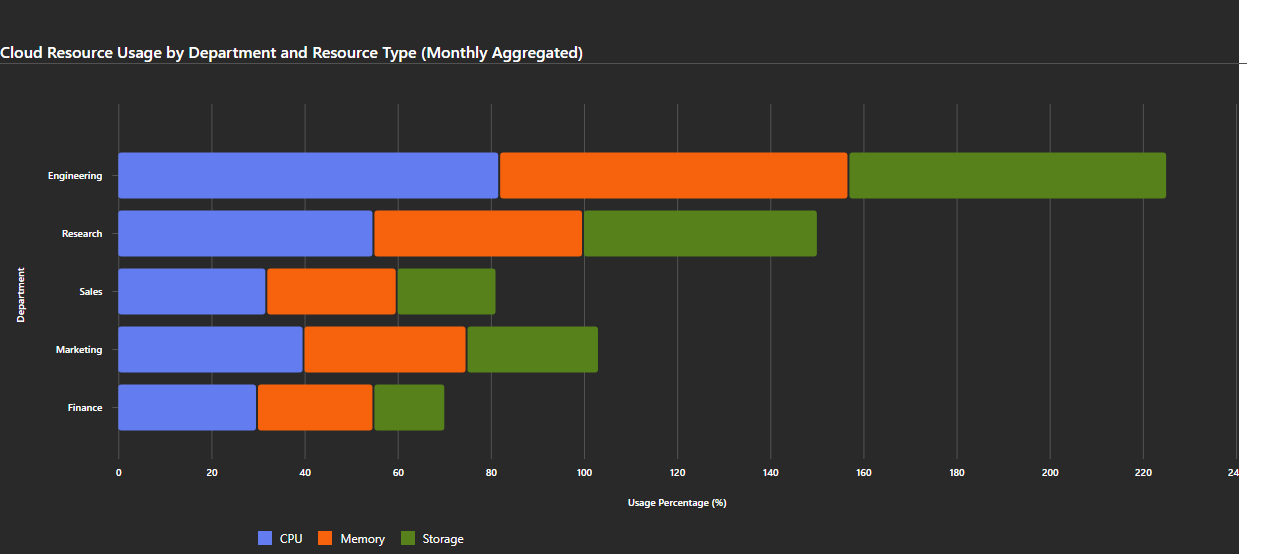 Cloud Resource Usage by Department and Resource Type (Monthly Aggregated)
Department
Engineering
Research
Sales
Marketing
Finance
0 20 40 60 80 100 120 140 160 180 200 220 24
Usage Percentage (%)
CPU Memory Storage